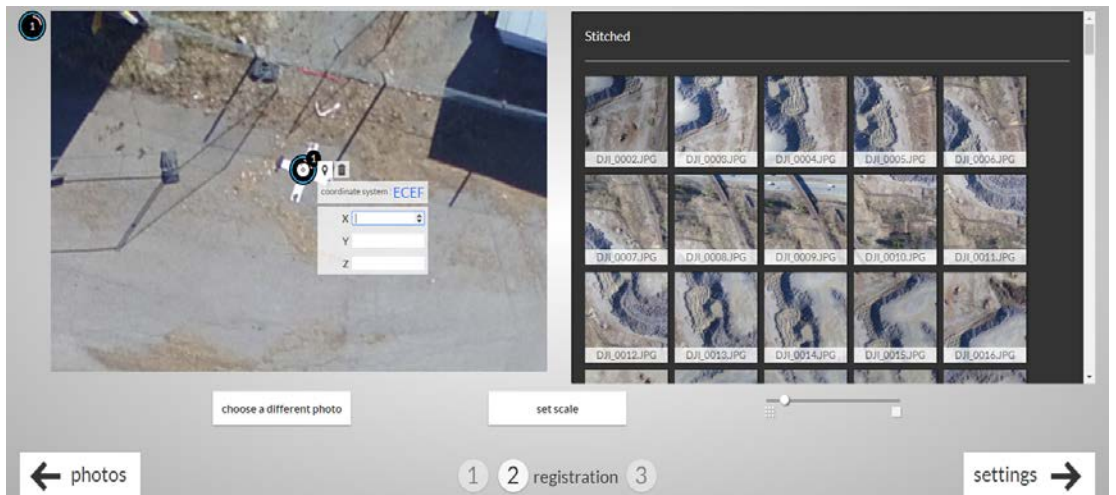 1
1
coordinate system : ECEF
X
Y
Z
Stitched
DJI_0002.JPG DJI_0003.JPG DJI_0004.JPG DJI_0005.JPG DJI_0006.JPG
DJI_0007.JPG DJI_0008.JPG DJI_0009.JPG DJI_0010.JPG DJI_0011.JPG
DJI_0012.JPG DJI_0013.JPG DJI_0014.JPG DJI_0015.JPG DJI_0016.JPG
choose a different photo
set scale
photos
1 2 registration 3
settings